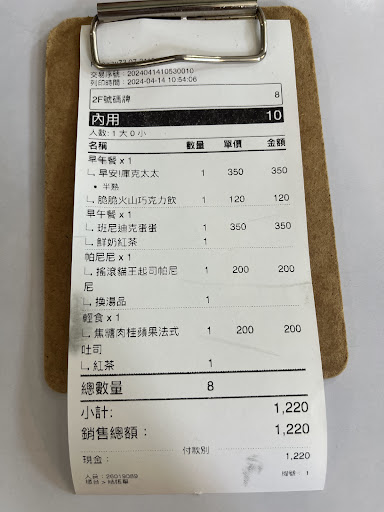 交易序號：2024041410530010
列印時間：2024-04-14 10:54:06
2F號碼牌 8
內用 10
人數: 1 大 0 小
名稱 數量 單價 金額
早午餐 x 1
早安!庫克太太 1 350 350
• 半熟
脆脆火山巧克力飲 1 120 120
早午餐 x 1
班尼迪克蛋蛋 1 350 350
鮮奶紅茶 1
帕尼尼 x 1
搖滾貓王起司帕尼 1 200 200
尼
換湯品 1
輕食 x 1
焦糖肉桂蘋果法式 1 200 200
吐司
紅茶 1
總數量 8
小計: 1,220
銷售總額： 1,220
付款別
現金： 1,220